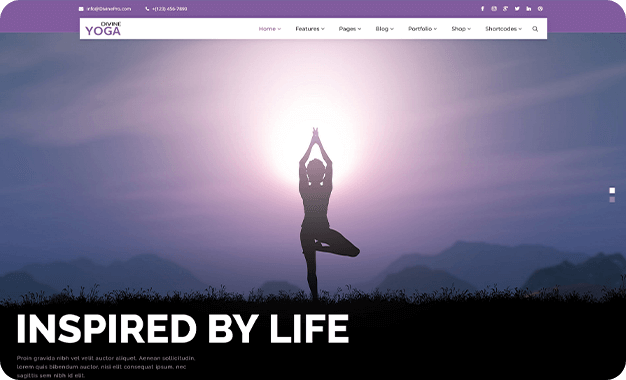 info@DivinePro.com +(123) 456-7890
DIVINE
YOGA
Home Features Pages Blog Portfolio Shop Shortcodes
INSPIRED BY LIFE
Proin gravida nibh vel velit auctor aliquet. Aenean sollicitudin,
lorem quis bibendum auctor, nisi elit consequat ipsum, nec
sagittis sem nibh id elit.